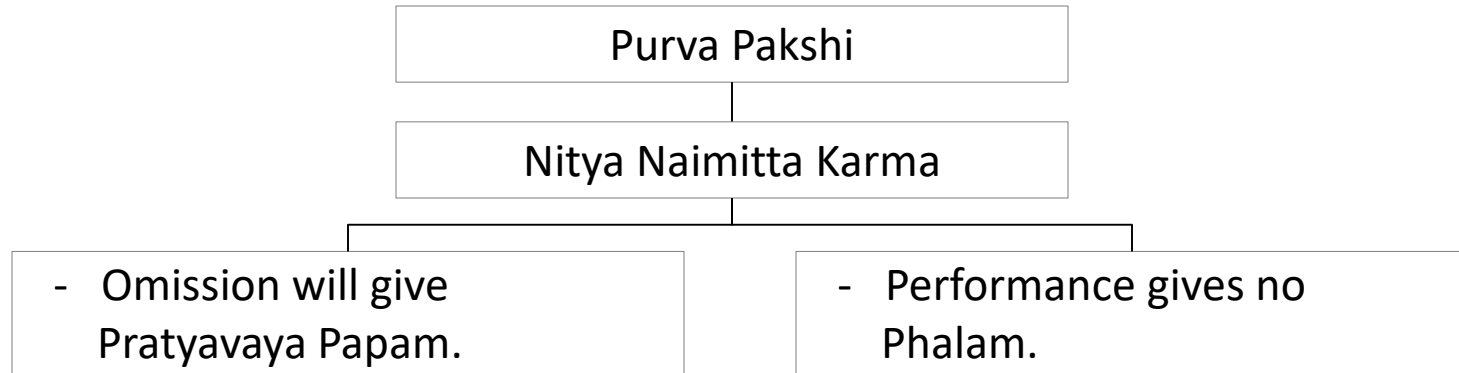 Purva Pakshi
Nitya Naimitta Karma
- Omission will give
Pratyavaya Papam.
- Performance gives no
Phalam.